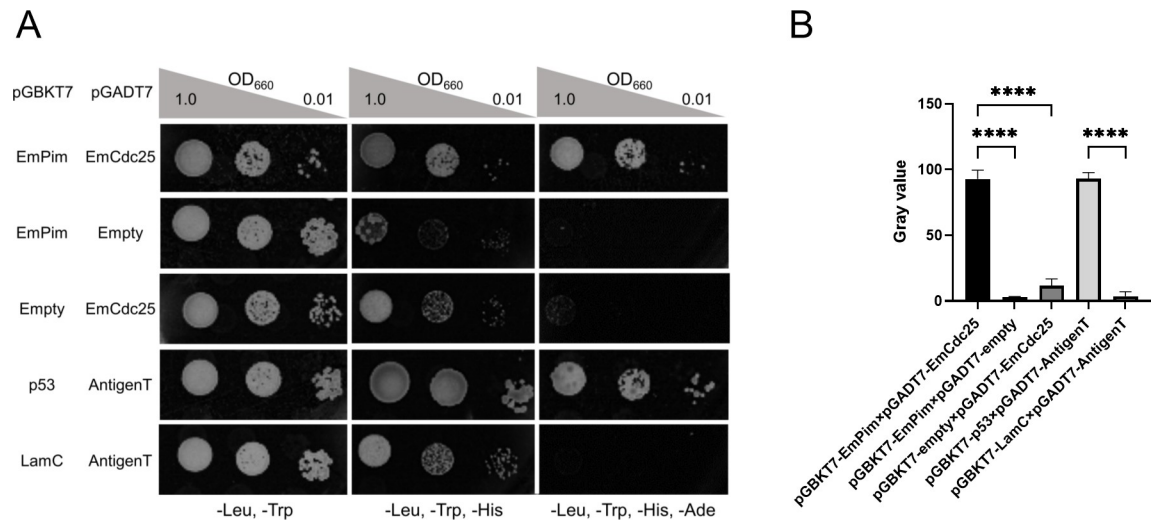 A
pGBKT7 pGADT7
OD660 1.0 0.01
OD660 1.0 0.01
OD660 1.0 0.01
EmPim EmCdc25
EmPim Empty
Empty EmCdc25
p53 AntigenT
LamC AntigenT
-Leu, -Trp
-Leu, -Trp, -His
-Leu, -Trp, -His, -Ade
B
Gray value
150
100
50
0
****
**** ****
pGBKT7-EmPim×pGADT7-EmCdc25
pGBKT7-EmPim×pGADT7-empty
pGBKT7-empty×pGADT7-EmCdc25
pGBKT7-p53×pGADT7-AntigenT
pGBKT7-LamC×pGADT7-AntigenT